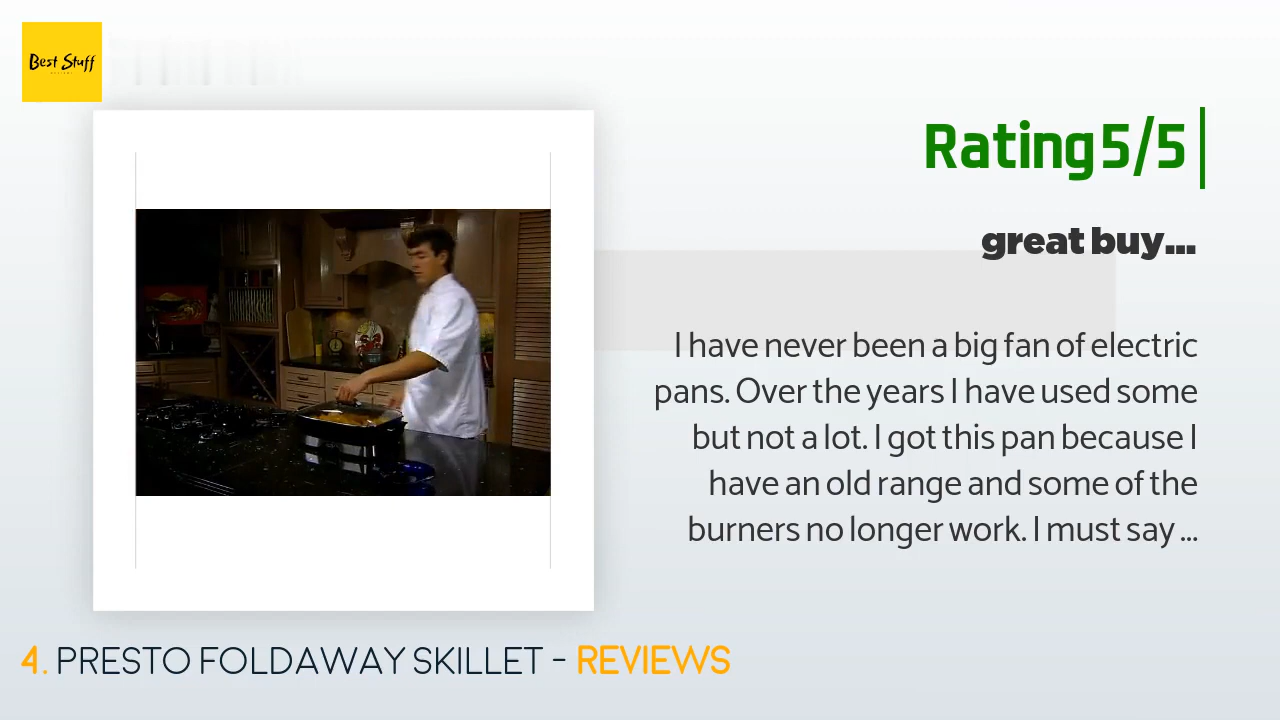 Best Stuff
Rating 5/5
great buy...
I have never been a big fan of electric
pans. Over the years I have used some
but not a lot. I got this pan because I
have an old range and some of the
burners no longer work. I must say ...
4. PRESTO FOLDAWAY SKILLET - REVIEWS